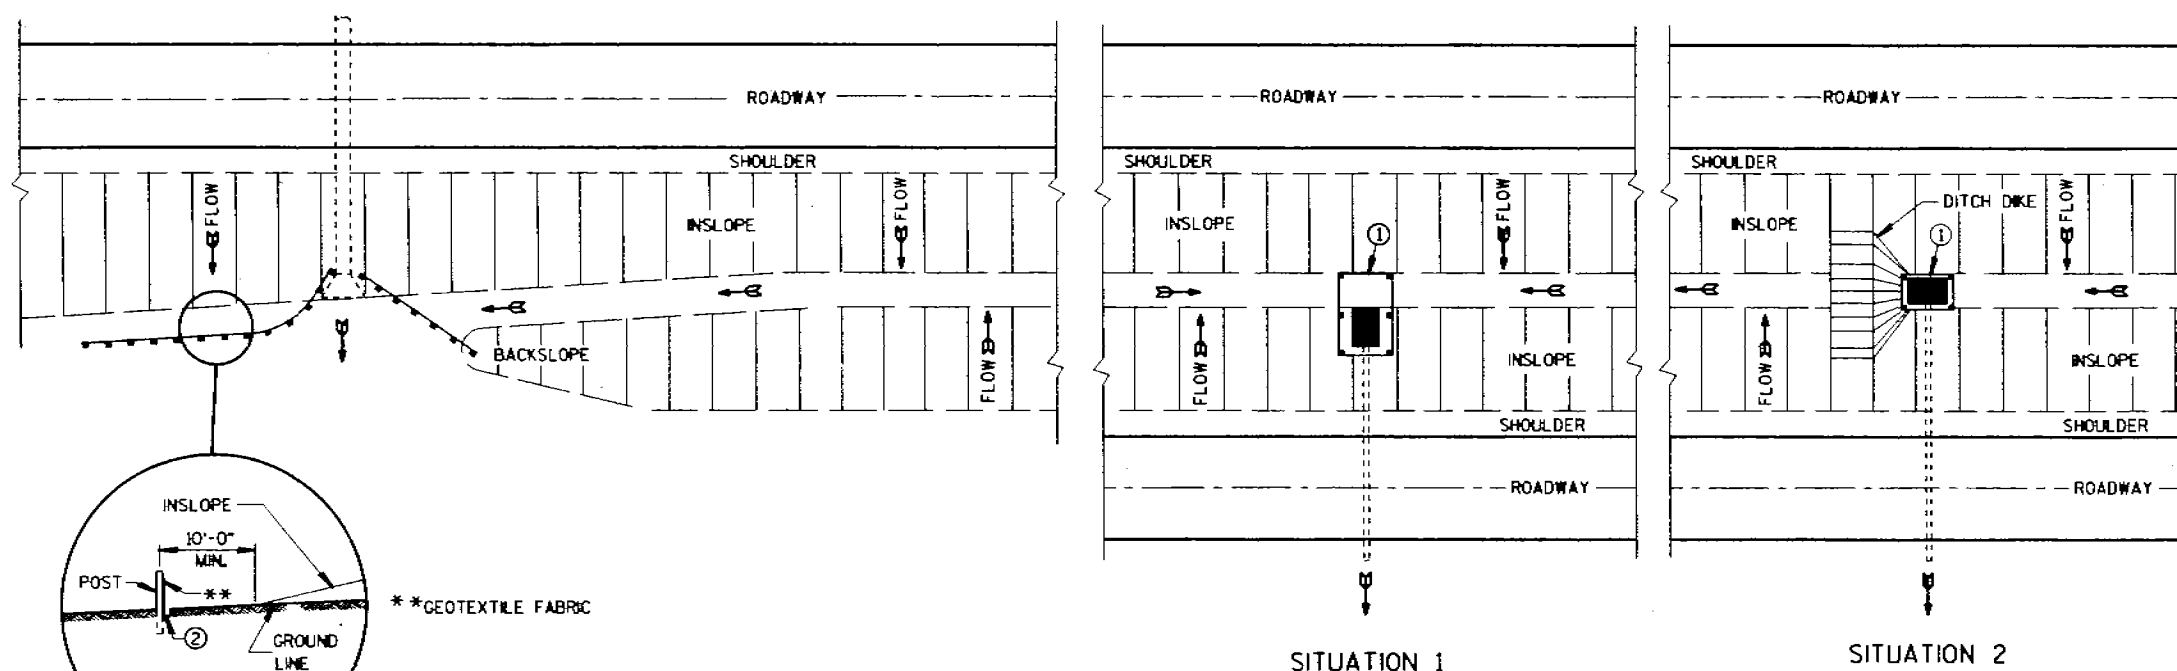 ROADWAY
SHOULDER
FLOW
FLOW
INSLOPE
BACKSLOPE
FLOW
INSLOPE
10'-0"
MIN.
POST
**
2
GROUND
LINE
**GEOTEXTILE FABRIC
ROADWAY
SHOULDER
INSLOPE
FLOW
1
FLOW
INSLOPE
SHOULDER
ROADWAY
SITUATION 1
ROADWAY
SHOULDER
INSLOPE
DITCH DIKE
FLOW
1
FLOW
INSLOPE
SHOULDER
ROADWAY
SITUATION 2